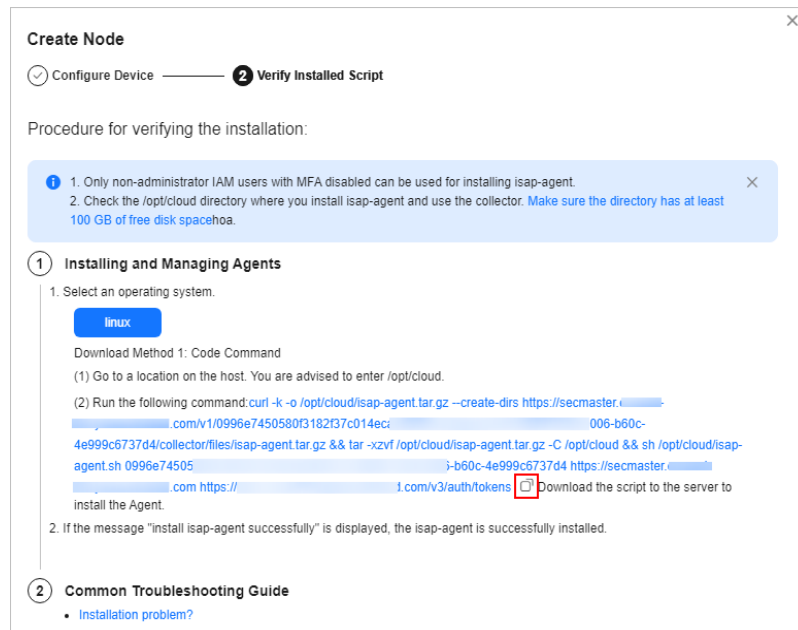 Create Node
Configure Device 2 Verify Installed Script
Procedure for verifying the installation:
1. Only non-administrator IAM users with MFA disabled can be used for installing isap-agent.
2. Check the /opt/cloud directory where you install isap-agent and use the collector. Make sure the directory has at least
100 GB of free disk spacehoa.
1 Installing and Managing Agents
1. Select an operating system.
linux
Download Method 1: Code Command
(1) Go to a location on the host. You are advised to enter /opt/cloud.
(2) Run the following command:curl -k -o /opt/cloud/isap-agent.tar.gz --create-dirs https://secmaster.
.com/v1/0996e7450580f3182f37c014eca 006-b60c-
4e999c6737d4/collector/files/isap-agent.tar.gz && tar -xzvf /opt/cloud/isap-agent.tar.gz -C /opt/cloud && sh /opt/cloud/isap-
agent.sh 0996e74505 -b60c-4e999c6737d4 https://secmaster.
.com https:// .com/v3/auth/tokens Download the script to the server to
install the Agent.
2. If the message "install isap-agent successfully" is displayed, the isap-agent is successfully installed.
2 Common Troubleshooting Guide
• Installation problem?